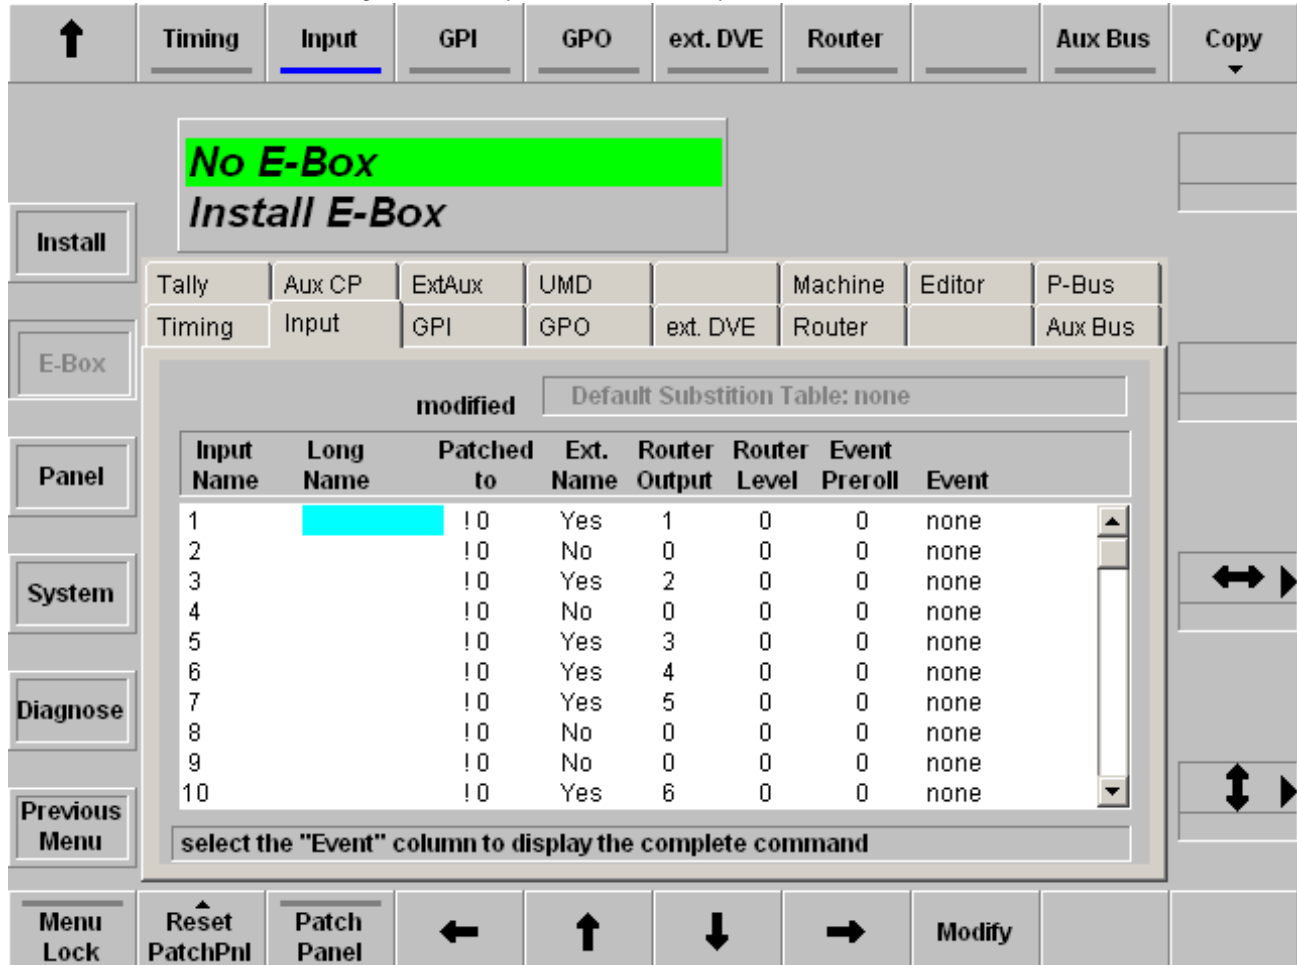 Timing Input GPI GPO ext. DVE Router Aux Bus Copy
No E-Box
Install E-Box
Install
E-Box
Panel
System
Diagnose
Previous
Menu
Tally Aux CP ExtAux UMD Machine Editor P-Bus
Timing Input GPI GPO ext. DVE Router Aux Bus
modified Default Substition Table: none
Input Long Patched Ext. Router Router Event
Name Name to Name Output Level Preroll Event
1 ! 0 Yes 1 0 0 none
2 ! 0 No 0 0 0 none
3 ! 0 Yes 2 0 0 none
4 ! 0 No 0 0 0 none
5 ! 0 Yes 3 0 0 none
6 ! 0 Yes 4 0 0 none
7 ! 0 Yes 5 0 0 none
8 ! 0 No 0 0 0 none
9 ! 0 No 0 0 0 none
10 ! 0 Yes 6 0 0 none
select the "Event" column to display the complete command
Menu Reset Patch
Lock PatchPnl Panel Modify